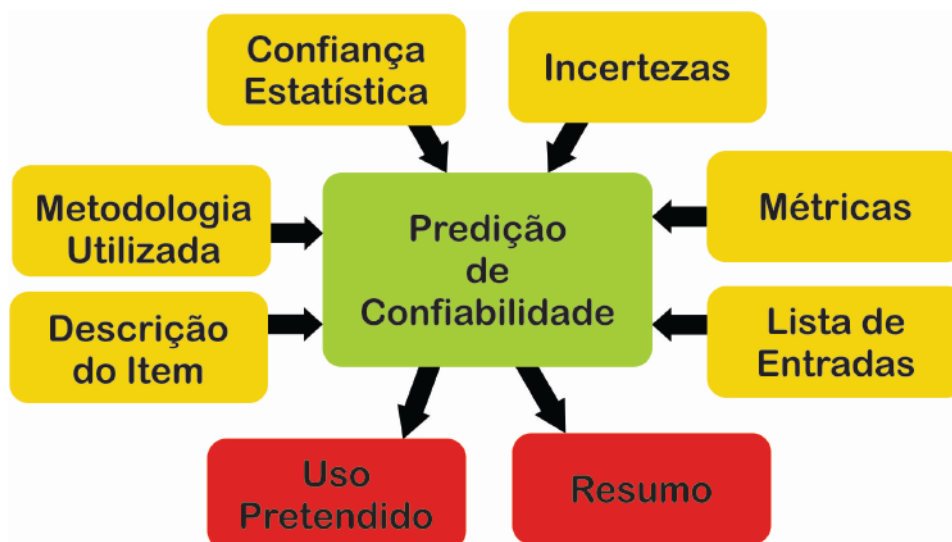 Confiança
Estatística
Incertezas
Metodologia
Utilizada
Predição
de
Confiabilidade
Métricas
Descrição
do Item
Lista de
Entradas
Uso
Pretendido
Resumo